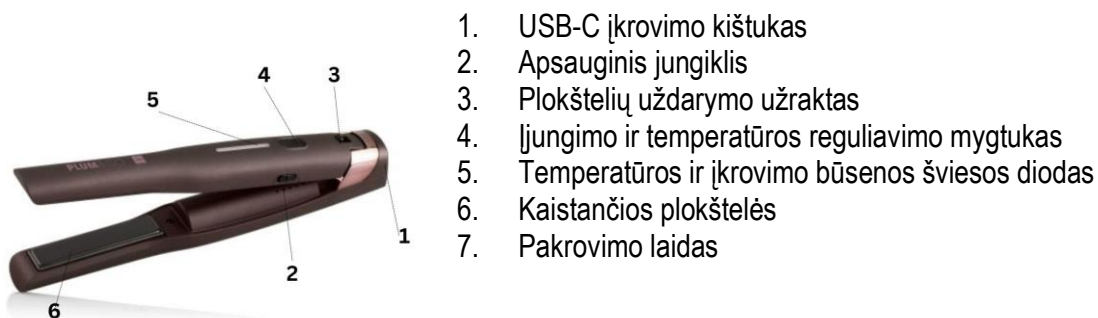 1. USB-C įkrovimo kištukas
2. Apsauginis jungiklis
3. Plokštelių uždarymo užraktas
4. Įjungimo ir temperatūros reguliavimo mygtukas
5. Temperatūros ir įkrovimo būsenos šviesos diodas
6. Kaistančios plokštelės
7. Pakrovimo laidas
4 3
5
PLUM
1
2
6